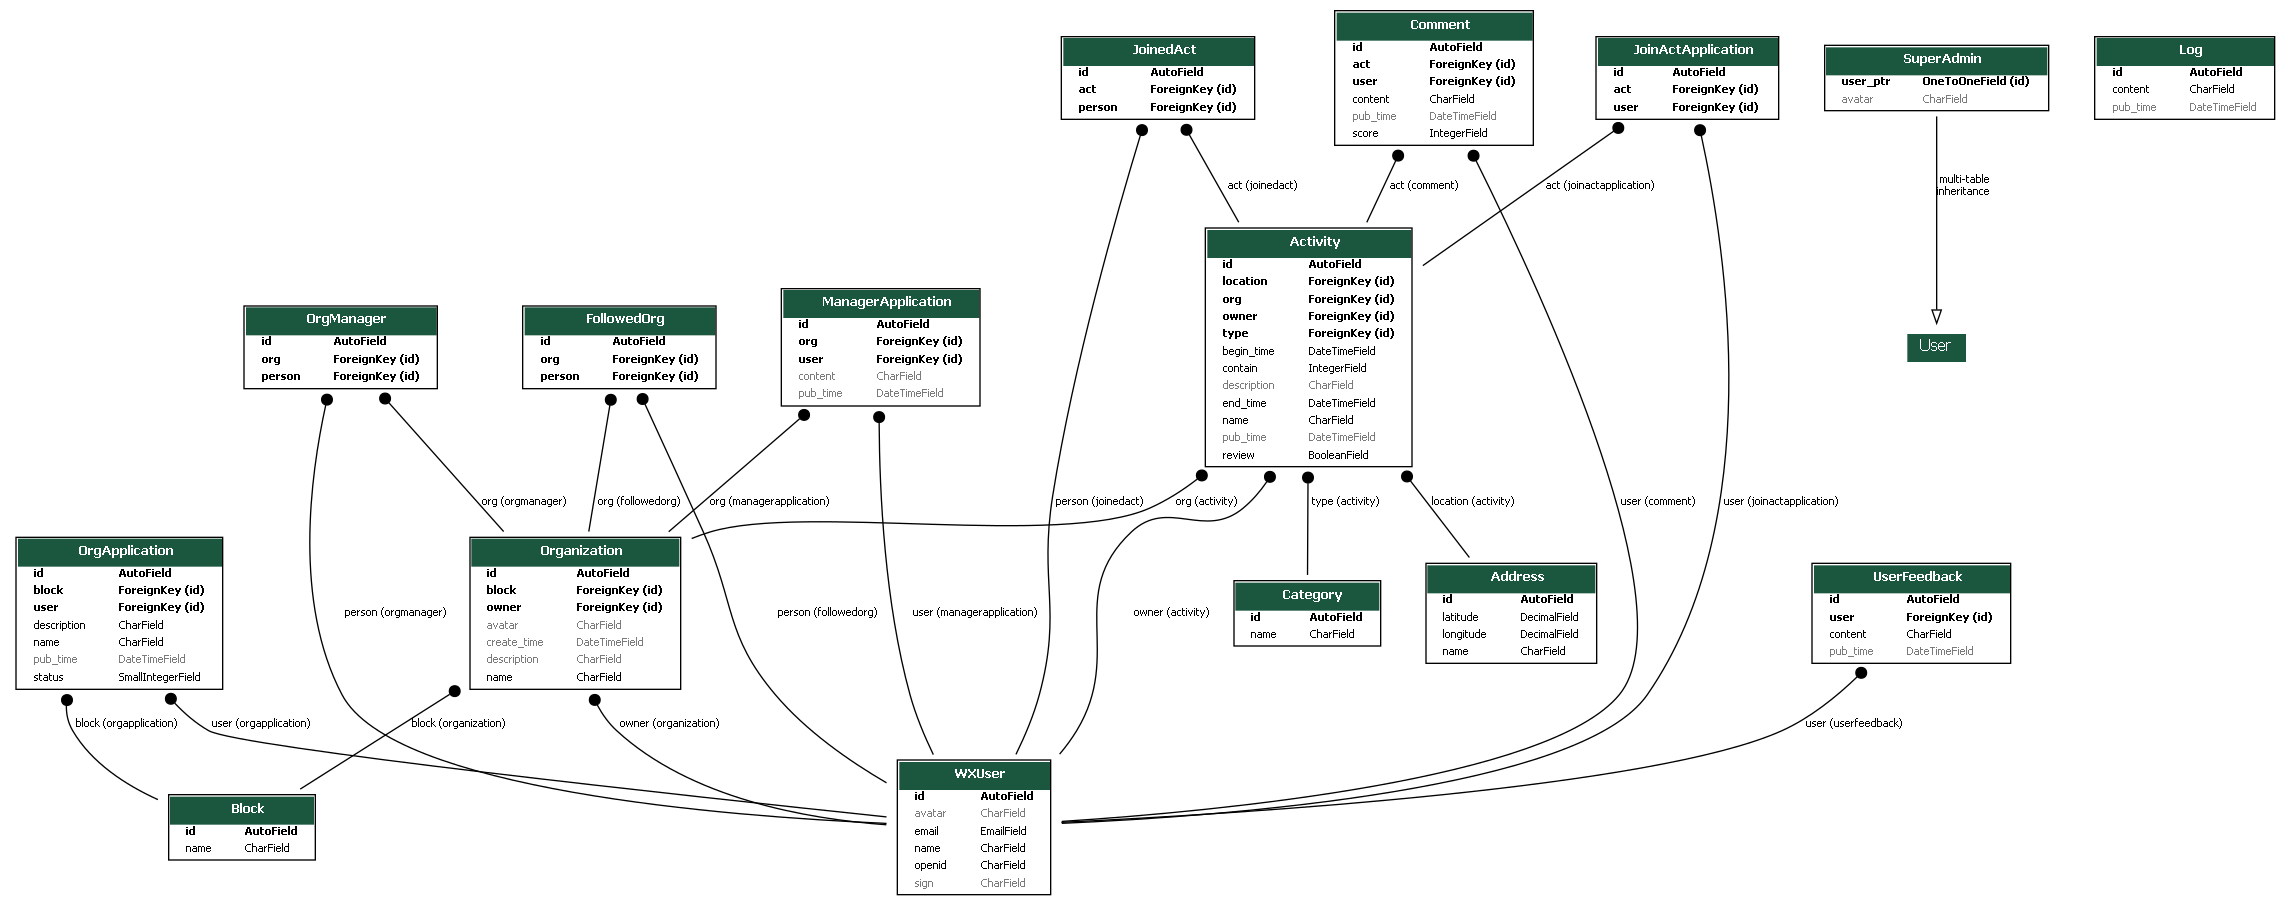 JoinedAct
id AutoField
act ForeignKey (id)
person ForeignKey (id)
Comment
id AutoField
act ForeignKey (id)
user ForeignKey (id)
content CharField
pub_time DateTimeField
score IntegerField
JoinActApplication
id AutoField
act ForeignKey (id)
user ForeignKey (id)
SuperAdmin
user_ptr OneToOneField (id)
avatar CharField
Log
id AutoField
content CharField
pub_time DateTimeField
act (joinedact)
act (comment)
act (joinactapplication)
multi-table
inheritance
Activity
id AutoField
location ForeignKey (id)
org ForeignKey (id)
owner ForeignKey (id)
type ForeignKey (id)
begin_time DateTimeField
contain IntegerField
description CharField
end_time DateTimeField
name CharField
pub_time DateTimeField
review BooleanField
User
OrgManager
id AutoField
org ForeignKey (id)
person ForeignKey (id)
FollowedOrg
id AutoField
org ForeignKey (id)
person ForeignKey (id)
ManagerApplication
id AutoField
org ForeignKey (id)
user ForeignKey (id)
content CharField
pub_time DateTimeField
org (orgmanager)
org (followedorg)
org (managerapplication)
person (joinedact)
org (activity)
type (activity)
location (activity)
user (comment)
user (joinactapplication)
OrgApplication
id AutoField
block ForeignKey (id)
user ForeignKey (id)
description CharField
name CharField
pub_time DateTimeField
status SmallIntegerField
Organization
id AutoField
block ForeignKey (id)
owner ForeignKey (id)
avatar CharField
create_time DateTimeField
description CharField
name CharField
Category
id AutoField
name CharField
Address
id AutoField
latitude DecimalField
longitude DecimalField
name CharField
UserFeedback
id AutoField
user ForeignKey (id)
content CharField
pub_time DateTimeField
person (orgmanager)
person (followedorg)
user (managerapplication)
owner (activity)
block (orgapplication)
user (orgapplication)
block (organization)
owner (organization)
user (userfeedback)
Block
id AutoField
name CharField
WXUser
id AutoField
avatar CharField
email EmailField
name CharField
openid CharField
sign CharField